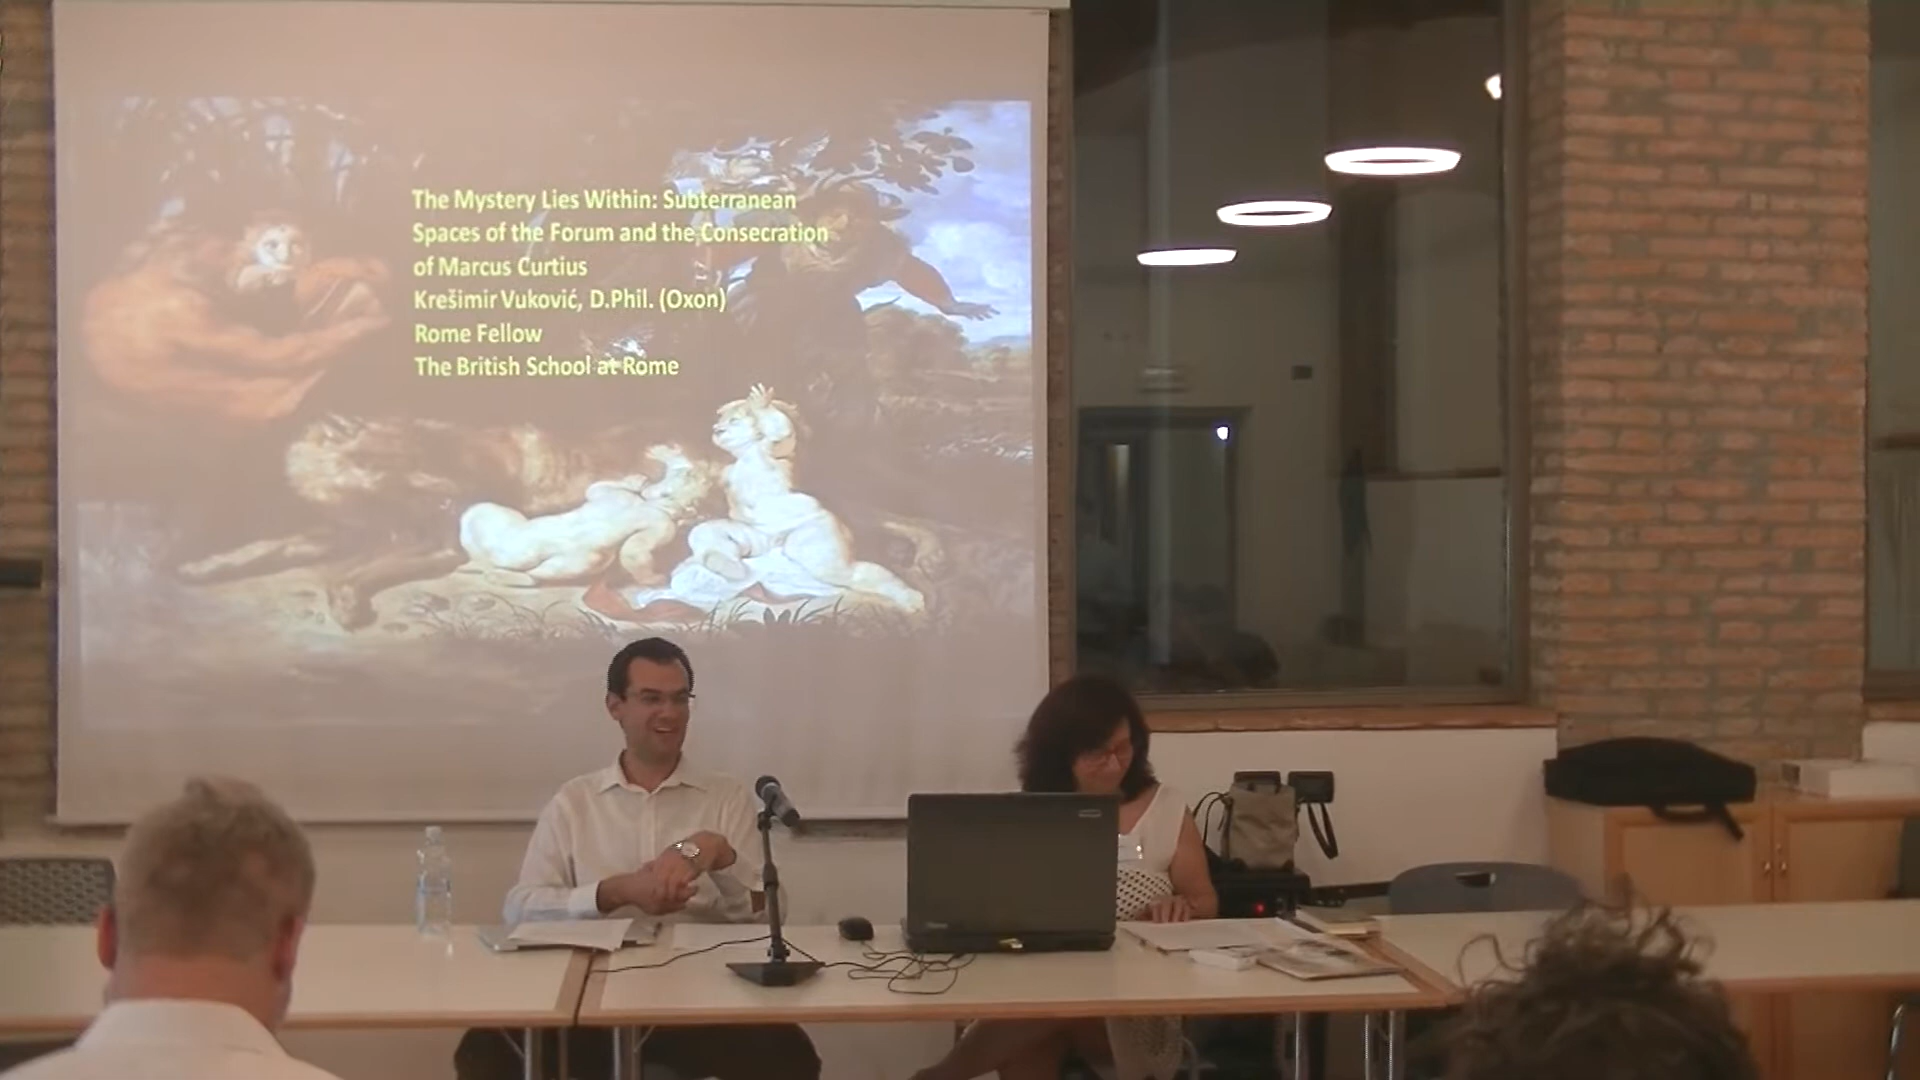 The Mystery Lies Within: Subterranean
Spaces of the Forum and the Consecration
of Marcus Curtius
Krešimir Vuković, D.Phil. (Oxon)
Rome Fellow
The British School at Rome